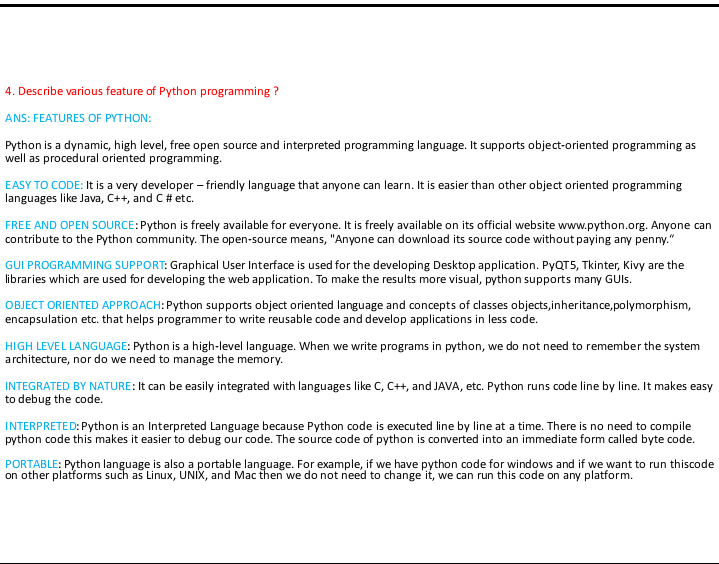 4. Describe various feature of Python programming ?
ANS: FEATURES OF PYTHON:
Python is a dynamic, high level, free open source and interpreted programming language. It supports object-oriented programming as
well as procedural oriented programming.
EASY TO CODE: It is a very developer – friendly language that anyone can learn. It is easier than other object oriented programming
languages like Java, C++, and C # etc.
FREE AND OPEN SOURCE: Python is freely available for everyone. It is freely available on its official website www.python.org. Anyone can
contribute to the Python community. The open-source means, "Anyone can download its source code without paying any penny.“
GUI PROGRAMMING SUPPORT: Graphical User Interface is used for the developing Desktop application. PyQT5, Tkinter, Kivy are the
libraries which are used for developing the web application. To make the results more visual, python supports many GUIs.
OBJECT ORIENTED APPROACH: Python supports object oriented language and concepts of classes objects,inheritance,polymorphism,
encapsulation etc. that helps programmer to write reusable code and develop applications in less code.
HIGH LEVEL LANGUAGE: Python is a high-level language. When we write programs in python, we do not need to remember the system
architecture, nor do we need to manage the memory.
INTEGRATED BY NATURE: It can be easily integrated with languages like C, C++, and JAVA, etc. Python runs code line by line. It makes easy
to debug the code.
INTERPRETED: Python is an Interpreted Language because Python code is executed line by line at a time. There is no need to compile
python code this makes it easier to debug our code. The source code of python is converted into an immediate form called byte code.
PORTABLE: Python language is also a portable language. For example, if we have python code for windows and if we want to run thiscode
on other platforms such as Linux, UNIX, and Mac then we do not need to change it, we can run this code on any platform.